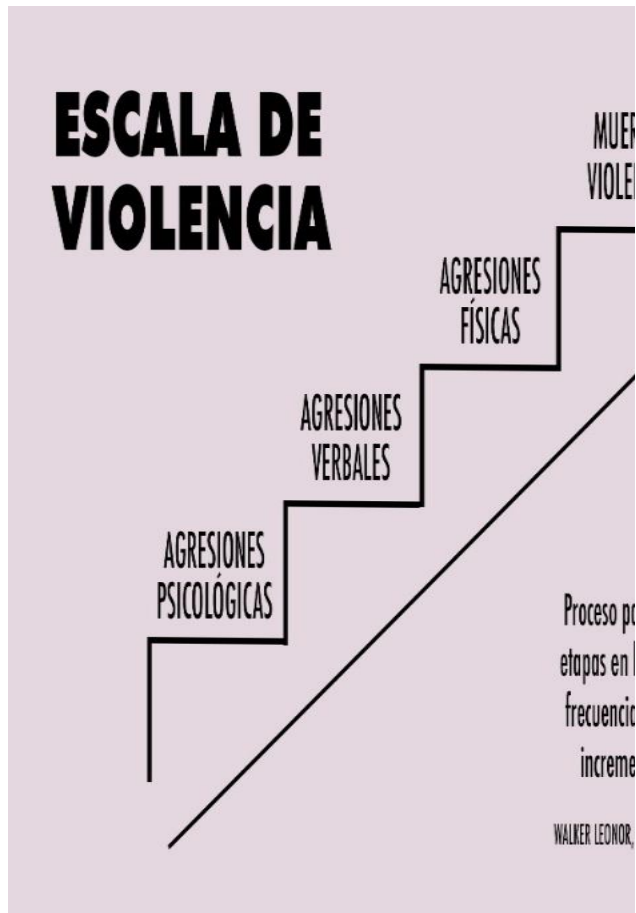 ESCALA DE
VIOLENCIA
AGRESIONES
FÍSICAS
AGRESIONES
VERBALES
AGRESIONES
PSICOLÓGICAS
Proceso
etapas en
WALKER LEONOR,